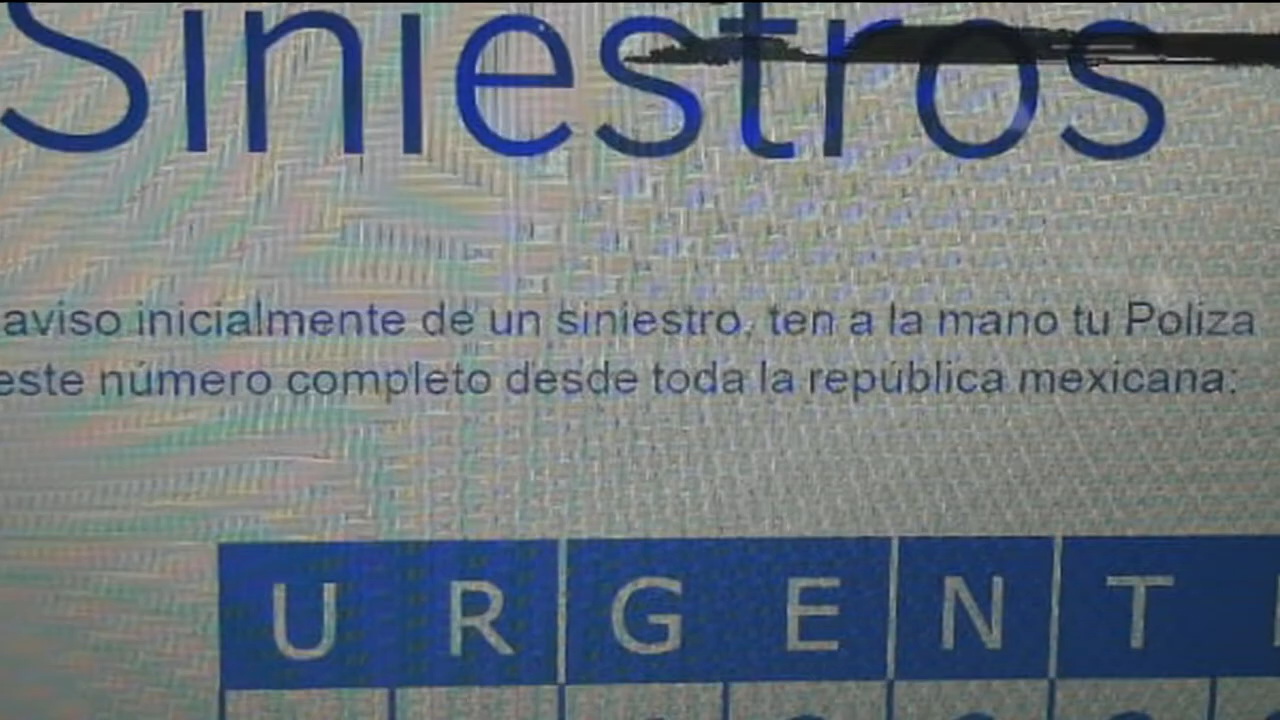 Siniestros
aviso inicialmente de un siniestro, ten a la mano tu Poliza
este número completo desde toda la república mexicana:
URGENT